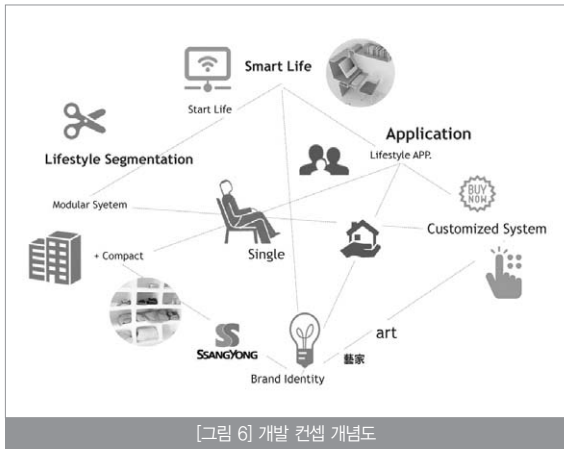 Smart Life
Start Life
Application
Lifestyle APP.
Lifestyle Segmentation
BUY
NOW
Modular Syetem
Customized System
Single
+ Compact
art
SSANGYONG
藝家
Brand Identity
[그림 6] 개발 컨셉 개념도